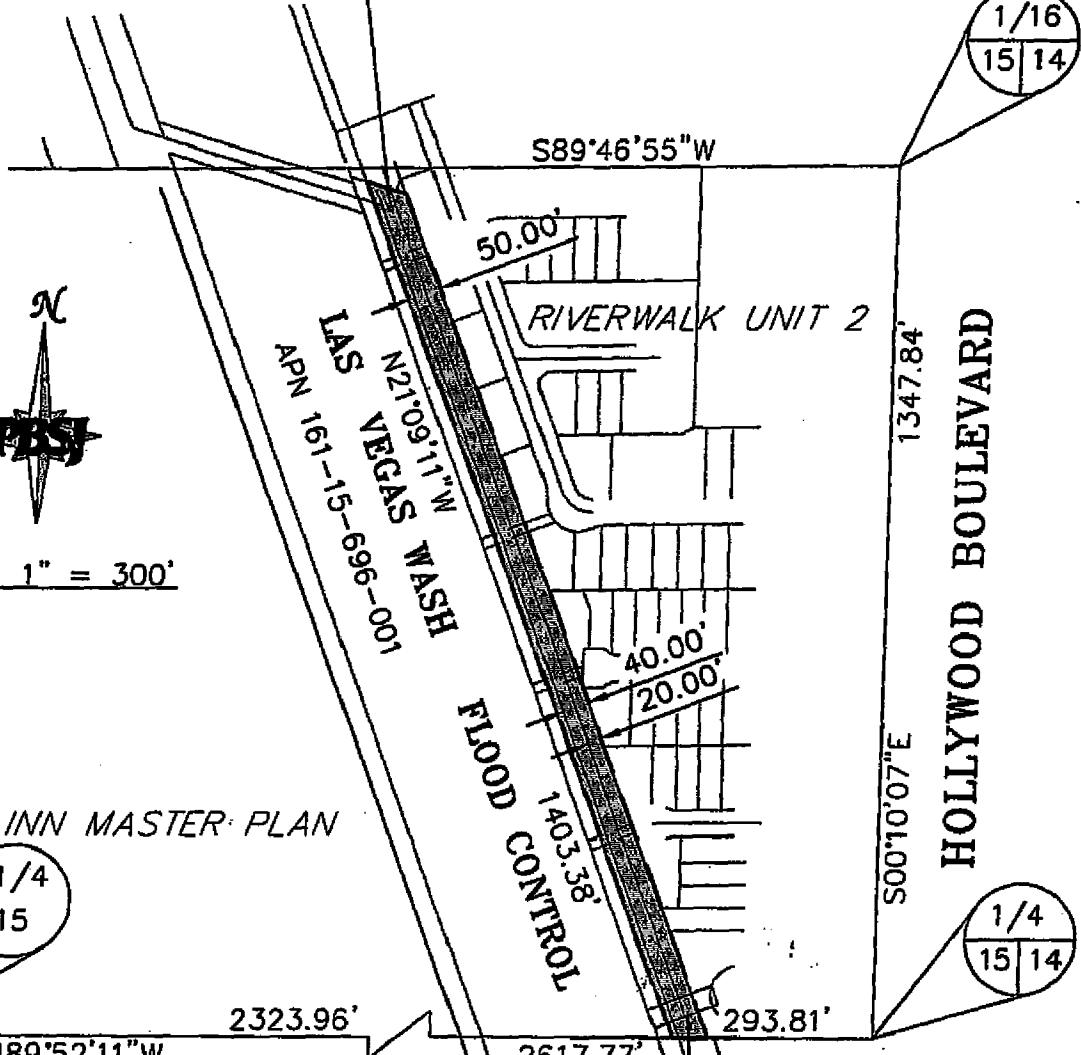 1/16
15 14
S89°46'55"W
50.00'
N
RIVERWALK UNIT 2
LAS VEGAS WASH
N21°09'11"W
APN 161-15-696-001
1347.84'
HOLLYWOOD BOULEVARD
PBSJ
1" = 300'
40.00'
20.00'
FLOOD CONTROL
1403.38'
S00°10'07"E
INN MASTER PLAN
1/4
15
1/4
15 14
2323.96'
293.81'
89°52'11"W
2617.77'